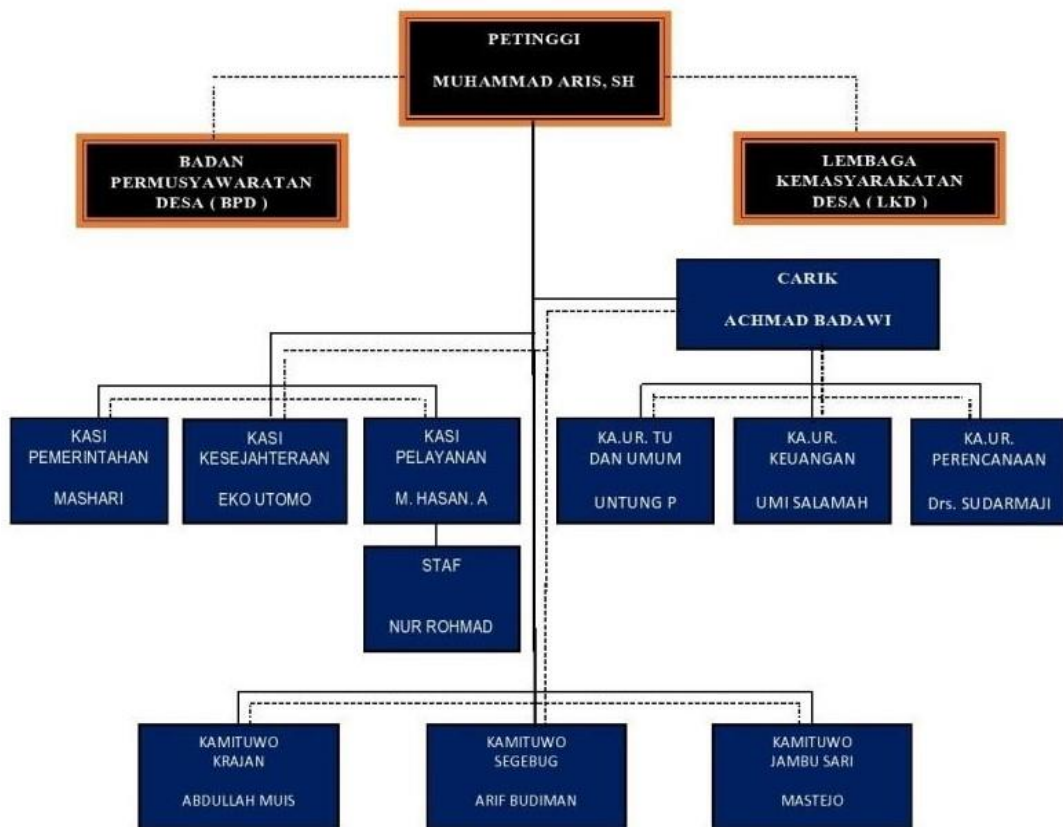 PETINGGI
MUHAMMAD ARIS, SH
BADAN
PERMUSYAWARATAN
DESA ( BPD )
LEMBAGA
KEMASYARAKATAN
DESA ( LKD )
CARIK
ACHMAD BADAWI
KASI
PEMERINTAHAN
MASHARI
KASI
KESEJAHTERAAN
EKO UTOMO
KASI
PELAYANAN
M. HASAN. A
KA.UR. TU
DAN UMUM
UNTUNG P
KA.UR.
KEUANGAN
UMI SALAMAH
KA.UR.
PERENCANAAN
Drs. SUDARMAJI
STAF
NUR ROHMAD
KAMITUWO
KRAJAN
ABDULLAH MUIS
KAMITUWO
SEGEBUG
ARIF BUDIMAN
KAMITUWO
JAMBU SARI
MASTEJO